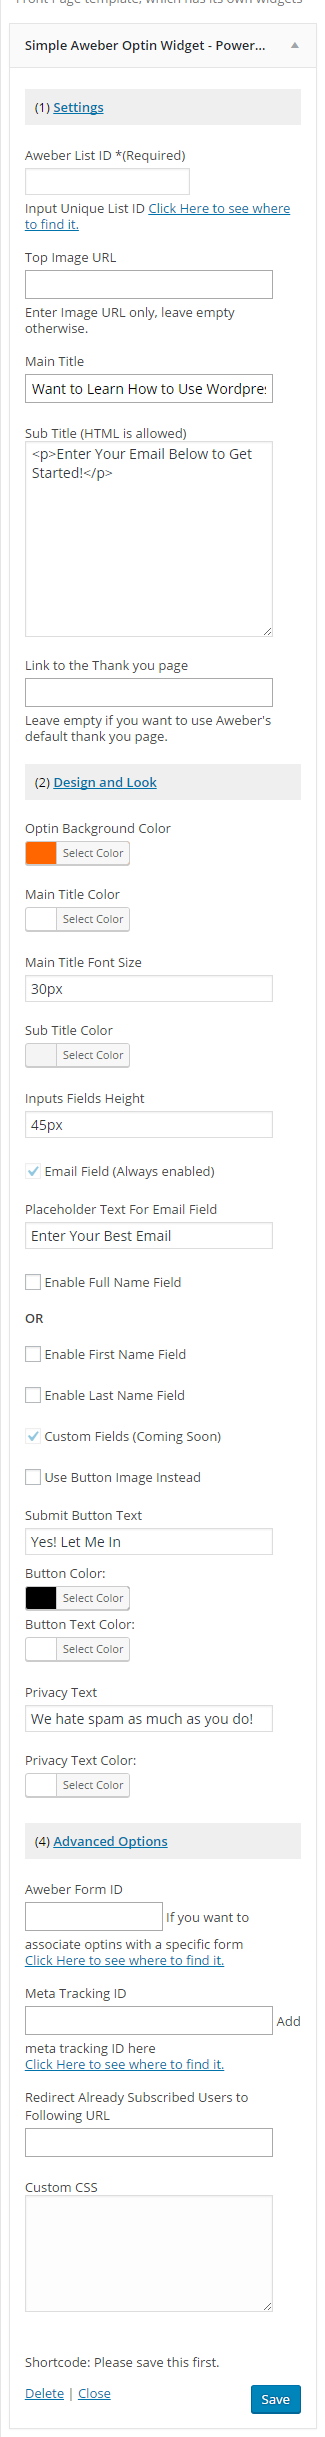 Front Page template, which has its own widgets
Simple Aweber Optin Widget - Power...
(1) Settings
Aweber List ID *(Required)
Input Unique List ID Click Here to see where
to find it.
Top Image URL
Enter Image URL only, leave empty
otherwise.
Main Title
Want to Learn How to Use Wordpres
Sub Title (HTML is allowed)
<p>Enter Your Email Below to Get
Started!</p>
Link to the Thank you page
Leave empty if you want to use Aweber's
default thank you page.
(2) Design and Look
Optin Background Color
Select Color
Main Title Color
Select Color
Main Title Font Size
30px
Sub Title Color
Select Color
Inputs Fields Height
45px
Email Field (Always enabled)
Placeholder Text For Email Field
Enter Your Best Email
Enable Full Name Field
OR
Enable First Name Field
Enable Last Name Field
Custom Fields (Coming Soon)
Use Button Image Instead
Submit Button Text
Yes! Let Me In
Button Color:
Select Color
Button Text Color:
Select Color
Privacy Text
We hate spam as much as you do!
Privacy Text Color:
Select Color
(4) Advanced Options
Aweber Form ID
If you want to
associate optins with a specific form
Click Here to see where to find it.
Meta Tracking ID
Add
meta tracking ID here
Click Here to see where to find it.
Redirect Already Subscribed Users to
Following URL
Custom CSS
Shortcode: Please save this first.
Delete | Close
Save